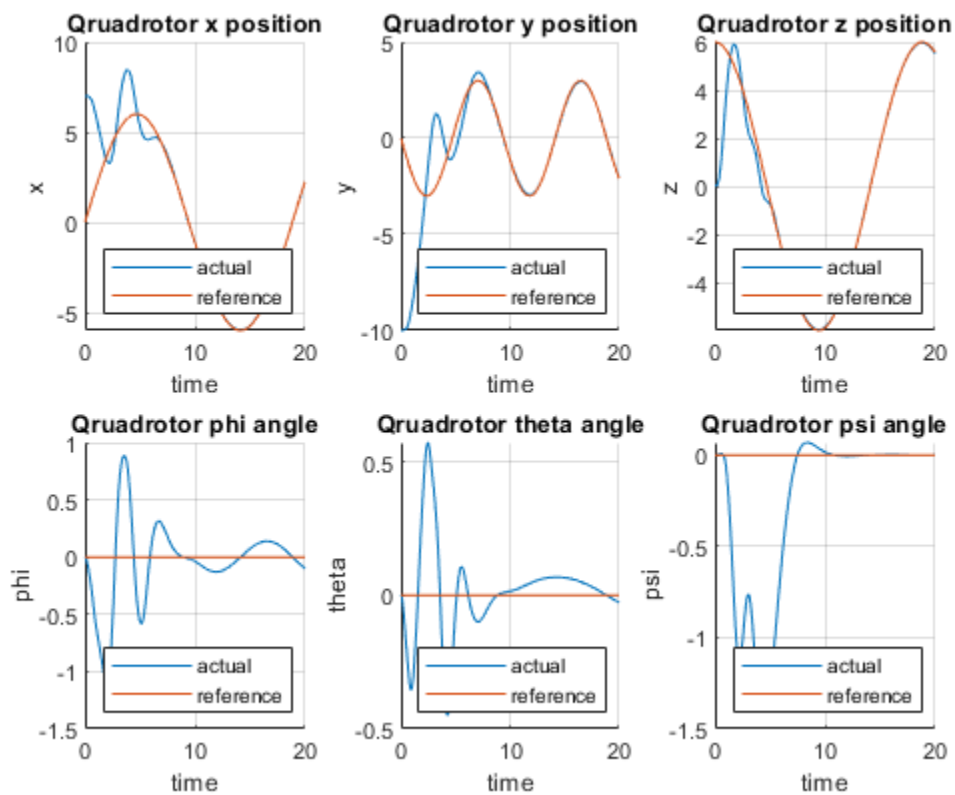 Qruadrotor x position
10
5
0
-5
x
actual
reference
0
10
20
time
Qruadrotor y position
5
0
-5
-10
y
actual
reference
0
10
20
time
Qruadrotor z position
6
4
2
0
-2
-4
z
actual
reference
0
10
20
time
Qruadrotor phi angle
1
0.5
0
-0.5
-1
-1.5
phi
actual
reference
0
10
20
time
Qruadrotor theta angle
0.5
0
-0.5
theta
actual
reference
0
10
20
time
Qruadrotor psi angle
0
-0.5
-1
-1.5
psi
actual
reference
0
10
20
time